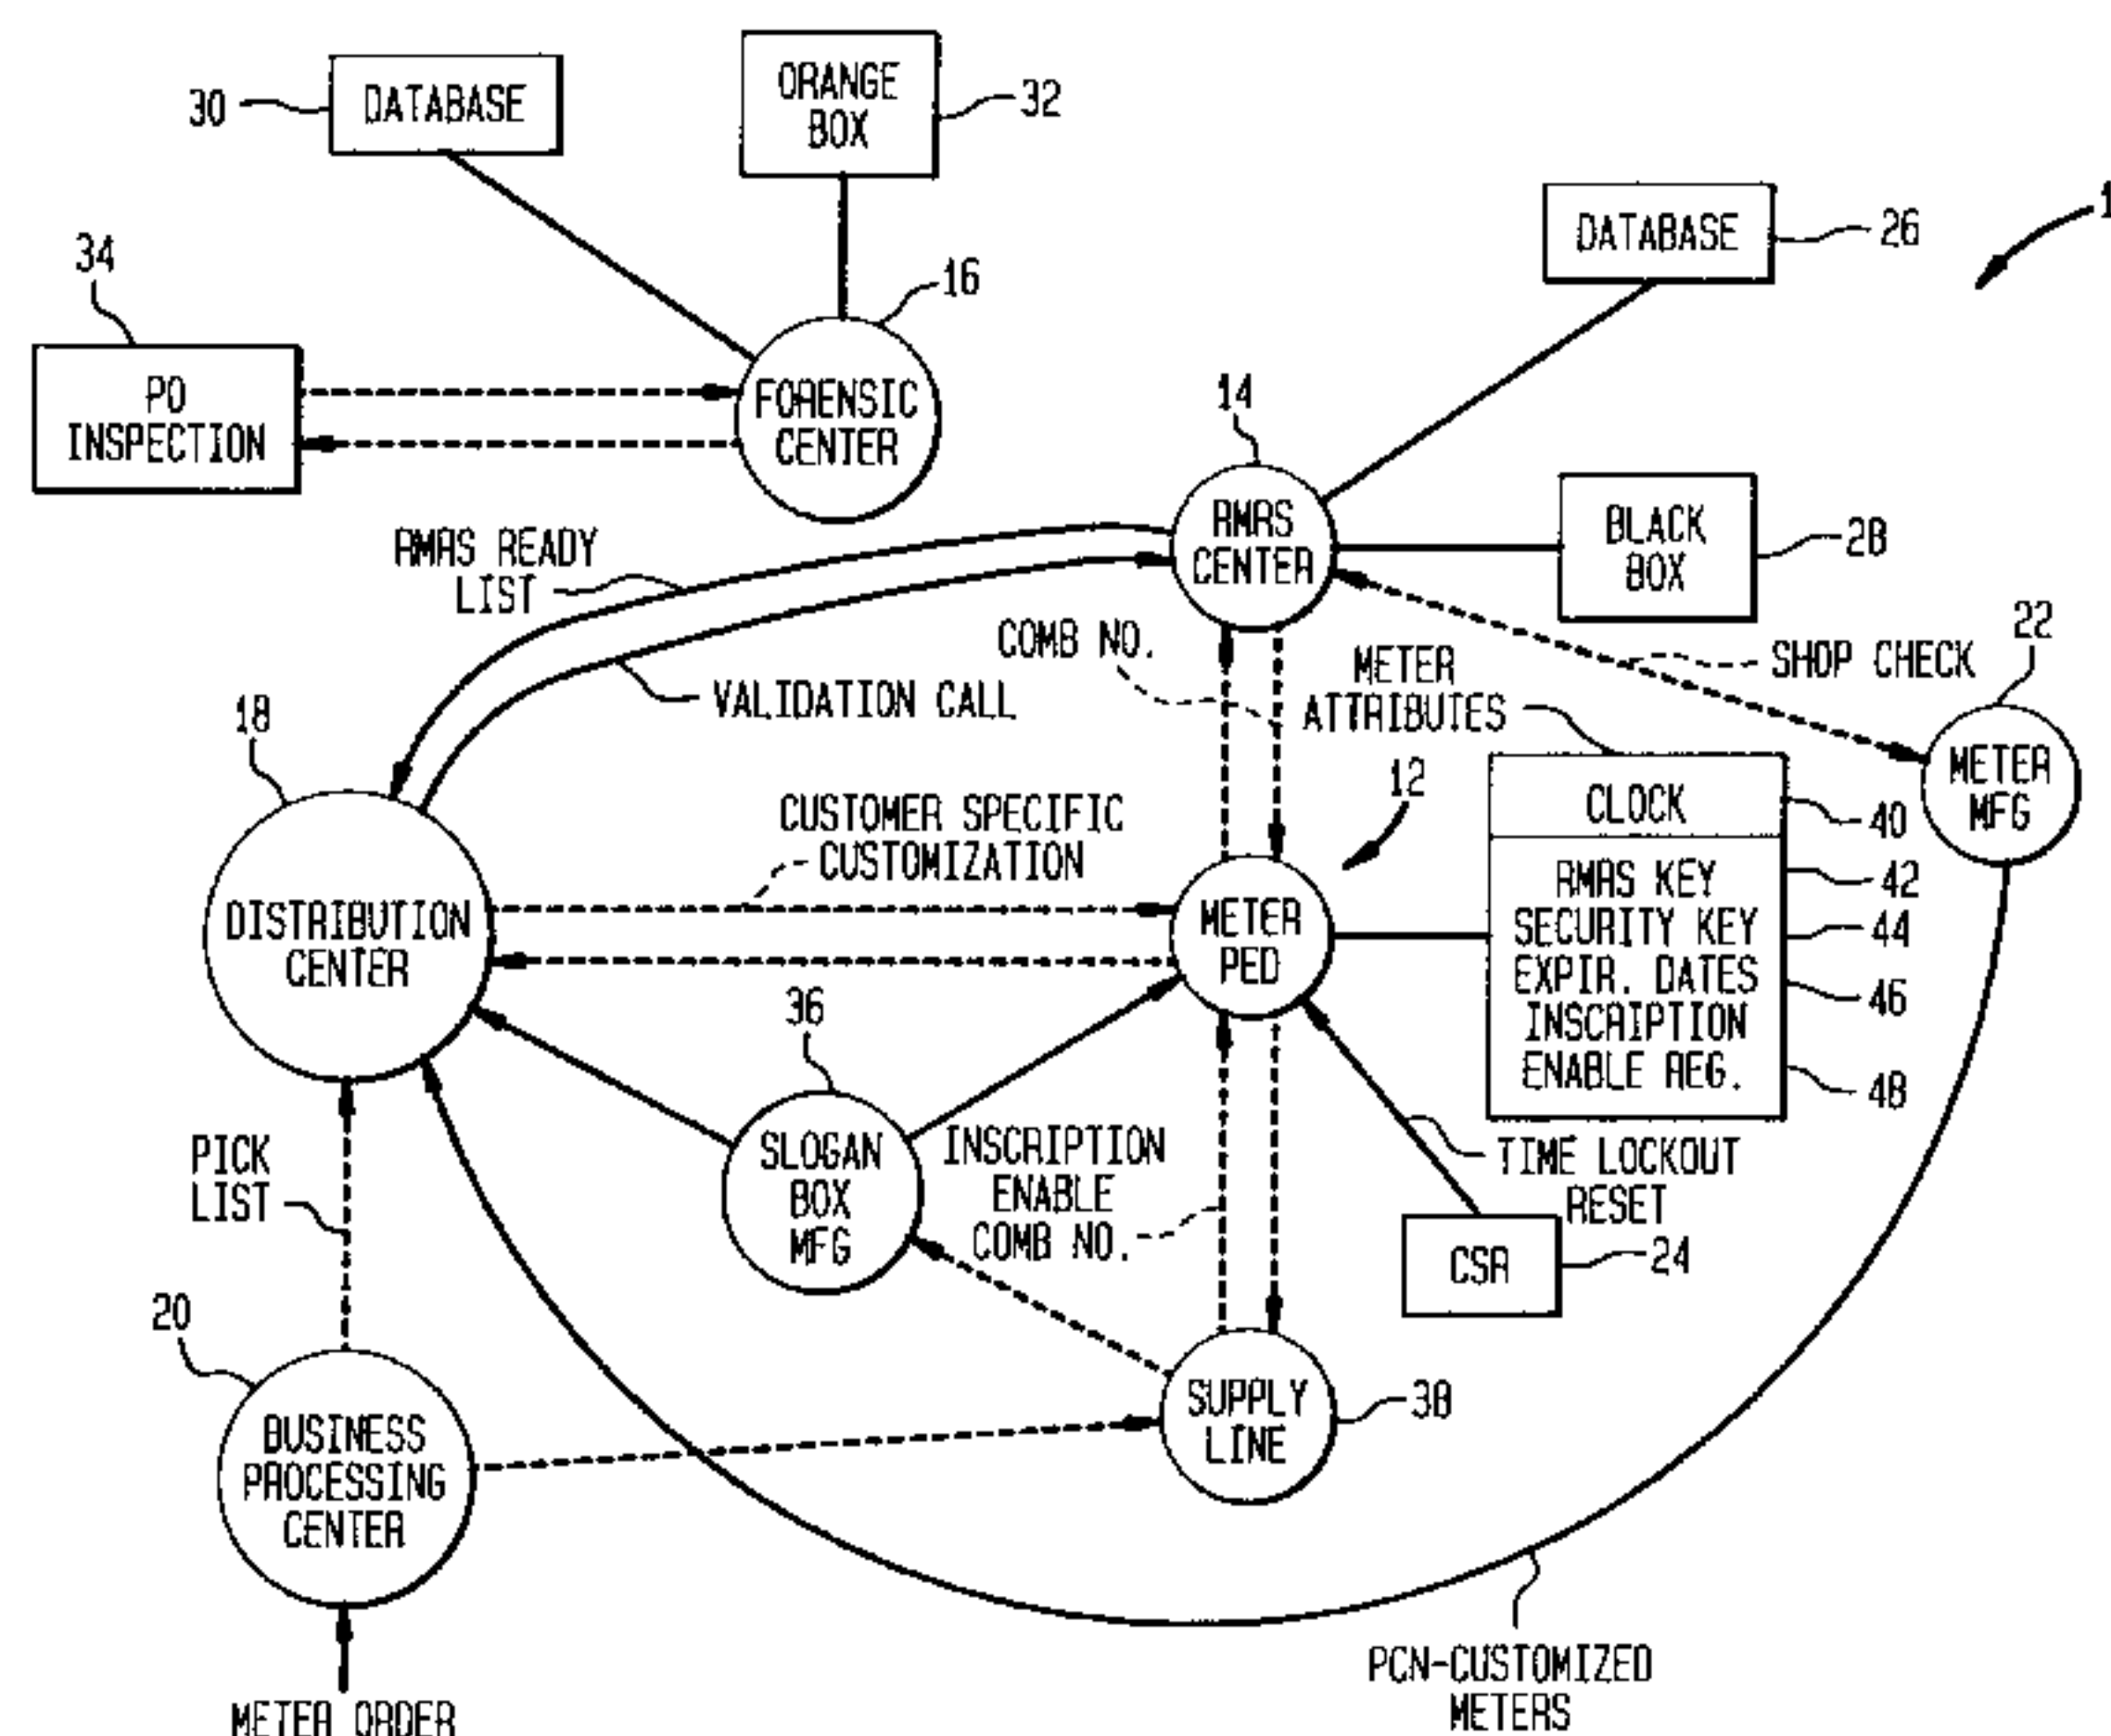 DATABASE
30
ORANGE
BOX
32
DATABASE
26
1
34
16
PO
INSPECTION
FORENSIC
CENTER
14
RMRS
CENTER
BLACK
BOX
28
RMRS READY
LIST
COMB NO.
METER
ATTRIBUTES
SHOP CHECK
22
METER
MFG
VALIDATION CALL
18
DISTRIBUTION
CENTER
CUSTOMER SPECIFIC
CUSTOMIZATION
12
METER
PED
CLOCK
40
RMRS KEY
42
SECURITY KEY
44
EXPIR. DATES
46
INSCRIPTION
ENABLE REG.
48
36
SLOGAN
BOX
MFG
INSCRIPTION
ENABLE
COMB NO.
TIME LOCKOUT
RESET
CSR
24
PICK
LIST
20
BUSINESS
PROCESSING
CENTER
SUPPLY
LINE
38
PCN-CUSTOMIZED
METERS
METER ORDER